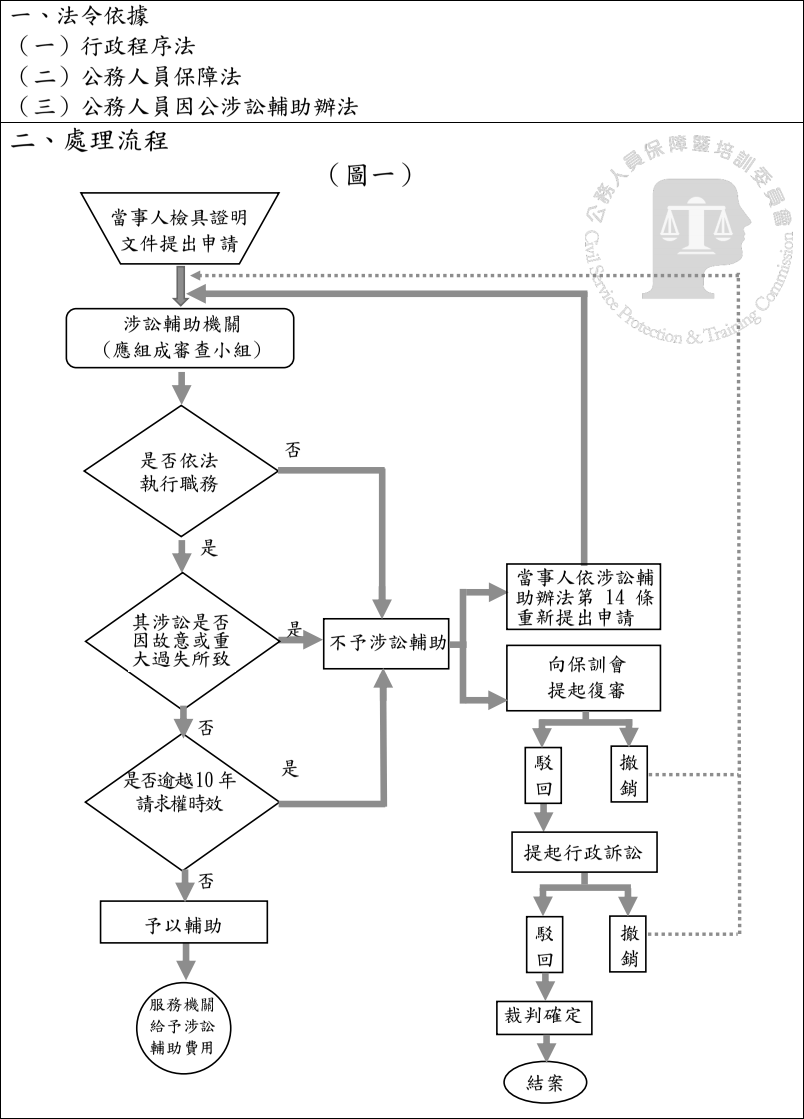 一、法令依據
（一）行政程序法
（二）公務人員保障法
（三）公務人員因公涉訟輔助辦法
二、處理流程
（圖一）
公務人員保障暨培訓委員會
Civil Service Protection & Training Commission
當事人檢具證明
文件提出申請
涉訟輔助機關
（應組成審查小組）
是否依法
執行職務
否
是
其涉訟是否
因故意或重
大過失所致
是
不予涉訟輔助
當事人依涉訟輔
助辦法第 14 條
重新提出申請
向保訓會
提起復審
否
是否逾越10年
請求權時效
是
駁
回
撤
銷
提起行政訴訟
否
予以輔助
駁
回
撤
銷
服務機關
給予涉訟
輔助費用
裁判確定
結案